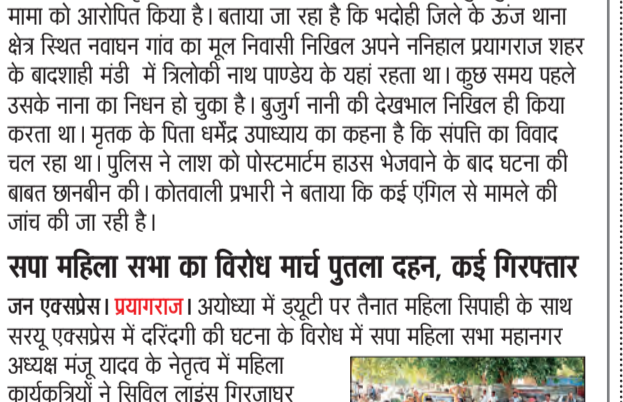 मामा को आरोपित किया है। बताया जा रहा है कि भदोही जिले के ऊंज थाना
क्षेत्र स्थित नवाघन गांव का मूल निवासी निखिल अपने ननिहाल प्रयागराज शहर
के बादशाही मंडी में त्रिलोकी नाथ पाण्डेय के यहां रहता था। कुछ समय पहले
उसके नाना का निधन हो चुका है। बुजुर्ग नानी की देखभाल निखिल ही किया
करता था। मृतक के पिता धर्मेंद्र उपाध्याय का कहना है कि संपत्ति का विवाद
चल रहा था। पुलिस ने लाश को पोस्टमार्टम हाउस भेजवाने के बाद घटना की
बाबत छानबीन की। कोतवाली प्रभारी ने बताया कि कई एंगिल से मामले की
जांच की जा रही है।
सपा महिला सभा का विरोध मार्च पुतला दहन, कई गिरफ्तार
जन एक्सप्रेस। प्रयागराज। अयोध्या में ड्यूटी पर तैनात महिला सिपाही के साथ
सरयू एक्सप्रेस में दरिंदगी की घटना के विरोध में सपा महिला सभा महानगर
अध्यक्ष मंजू यादव के नेतृत्व में महिला
कार्यकत्रियों ने सिविल लाइंस गिरजाघर